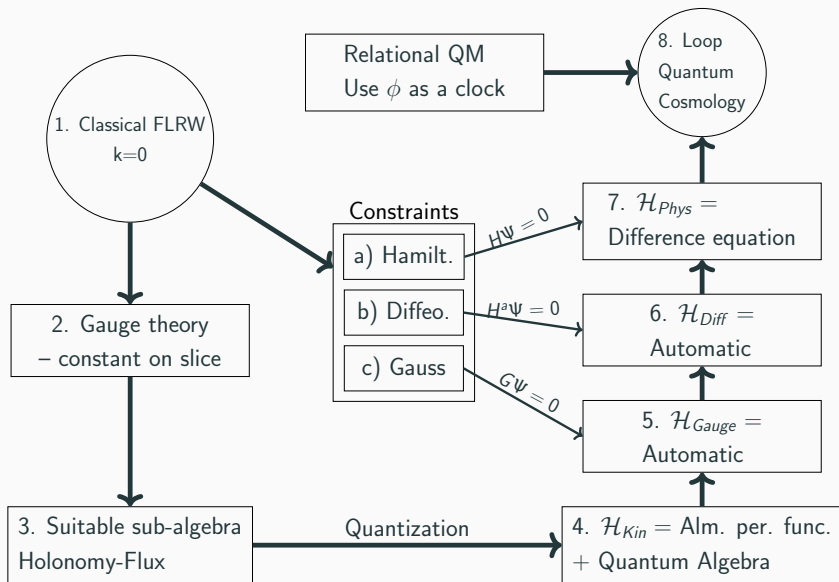 Relational QM
Use ϕ as a clock
8. Loop
Quantum
Cosmology
1. Classical FLRW
k=0
Constraints
a) Hamilt.
b) Diffeo.
c) Gauss
HΨ = 0
HᵃΨ = 0
GΨ = 0
7. ℋ_Phys =
Difference equation
6. ℋ_Diff =
Automatic
5. ℋ_Gauge =
Automatic
2. Gauge theory
– constant on slice
3. Suitable sub-algebra
Holonomy-Flux
Quantization
4. ℋ_Kin = Alm. per. func.
+ Quantum Algebra